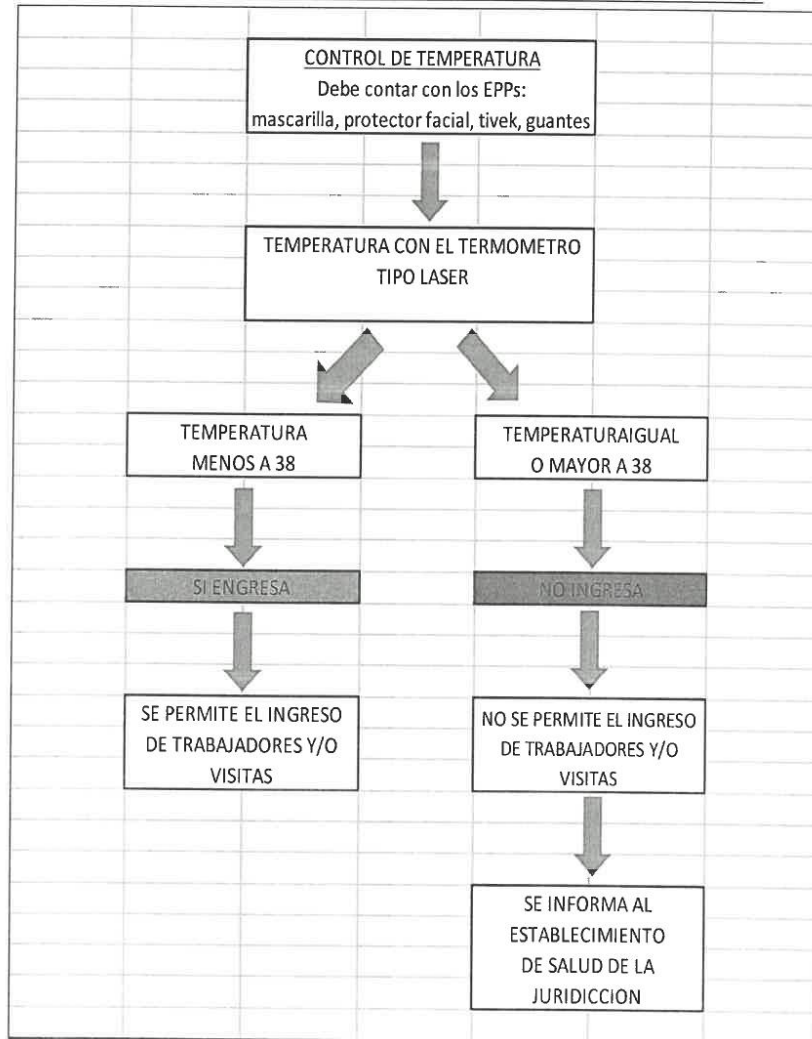 CONTROL DE TEMPERATURA
Debe contar con los EPPs:
mascarilla, protector facial, tivek, guantes
TEMPERATURA CON EL TERMOMETRO
TIPO LASER
TEMPERATURA
MENOS A 38
TEMPERATURAIGUAL
O MAYOR A 38
SI ENGRESA
NO INGRESA
SE PERMITE EL INGRESO
DE TRABAJADORES Y/O
VISITAS
NO SE PERMITE EL INGRESO
DE TRABAJADORES Y/O
VISITAS
SE INFORMA AL
ESTABLECIMIENTO
DE SALUD DE LA
JURIDICCION